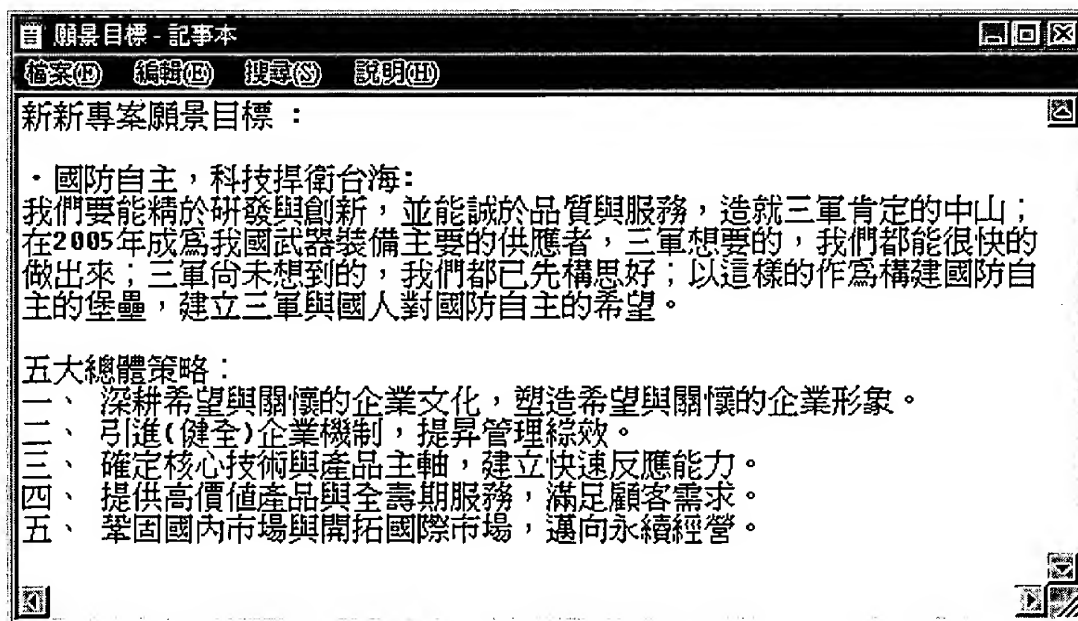 願景目標 - 記事本
檔案(F) 編輯(E) 搜尋(S) 說明(H)
新新專案願景目標：
・國防自主，科技捍衛台海:
我們要能精於研發與創新，並能誠於品質與服務，造就三軍肯定的中山；
在2005年成為我國武器裝備主要的供應者，三軍想要的，我們都能很快的
做出來；三軍尚未想到的，我們都已先構思好；以這樣的作為構建國防自
主的堡壘，建立三軍與國人對國防自主的希望。
五大總體策略：
一、 深耕希望與關懷的企業文化，塑造希望與關懷的企業形象。
二、 引進(健全)企業機制，提昇管理綜效。
三、 確定核心技術與產品主軸，建立快速反應能力。
四、 提供高價值產品與全壽期服務，滿足顧客需求。
五、 鞏固國內市場與開拓國際市場，邁向永續經營。